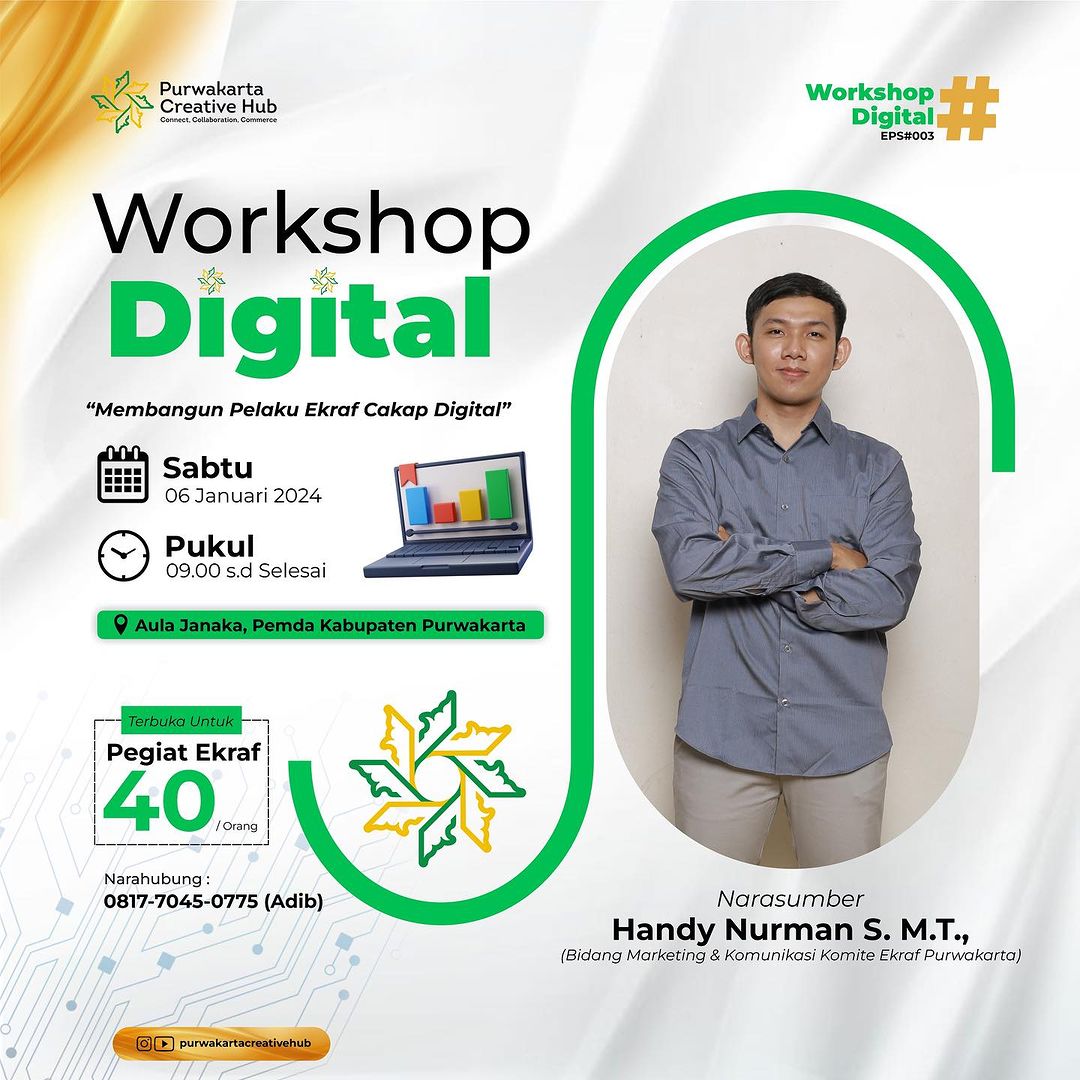 Purwakarta
Creative Hub
Connect, Collaboration, Commerce
Workshop
Digital
EPS#003
#
Workshop
Digital
“Membangun Pelaku Ekraf Cakap Digital”
Sabtu
06 Januari 2024
Pukul
09.00 s.d Selesai
Aula Janaka, Pemda Kabupaten Purwakarta
Terbuka Untuk
Pegiat Ekraf
40 / Orang
Narahubung :
0817-7045-0775 (Adib)
Narasumber
Handy Nurman S. M.T.,
(Bidang Marketing & Komunikasi Komite Ekraf Purwakarta)
purwakartacreativehub